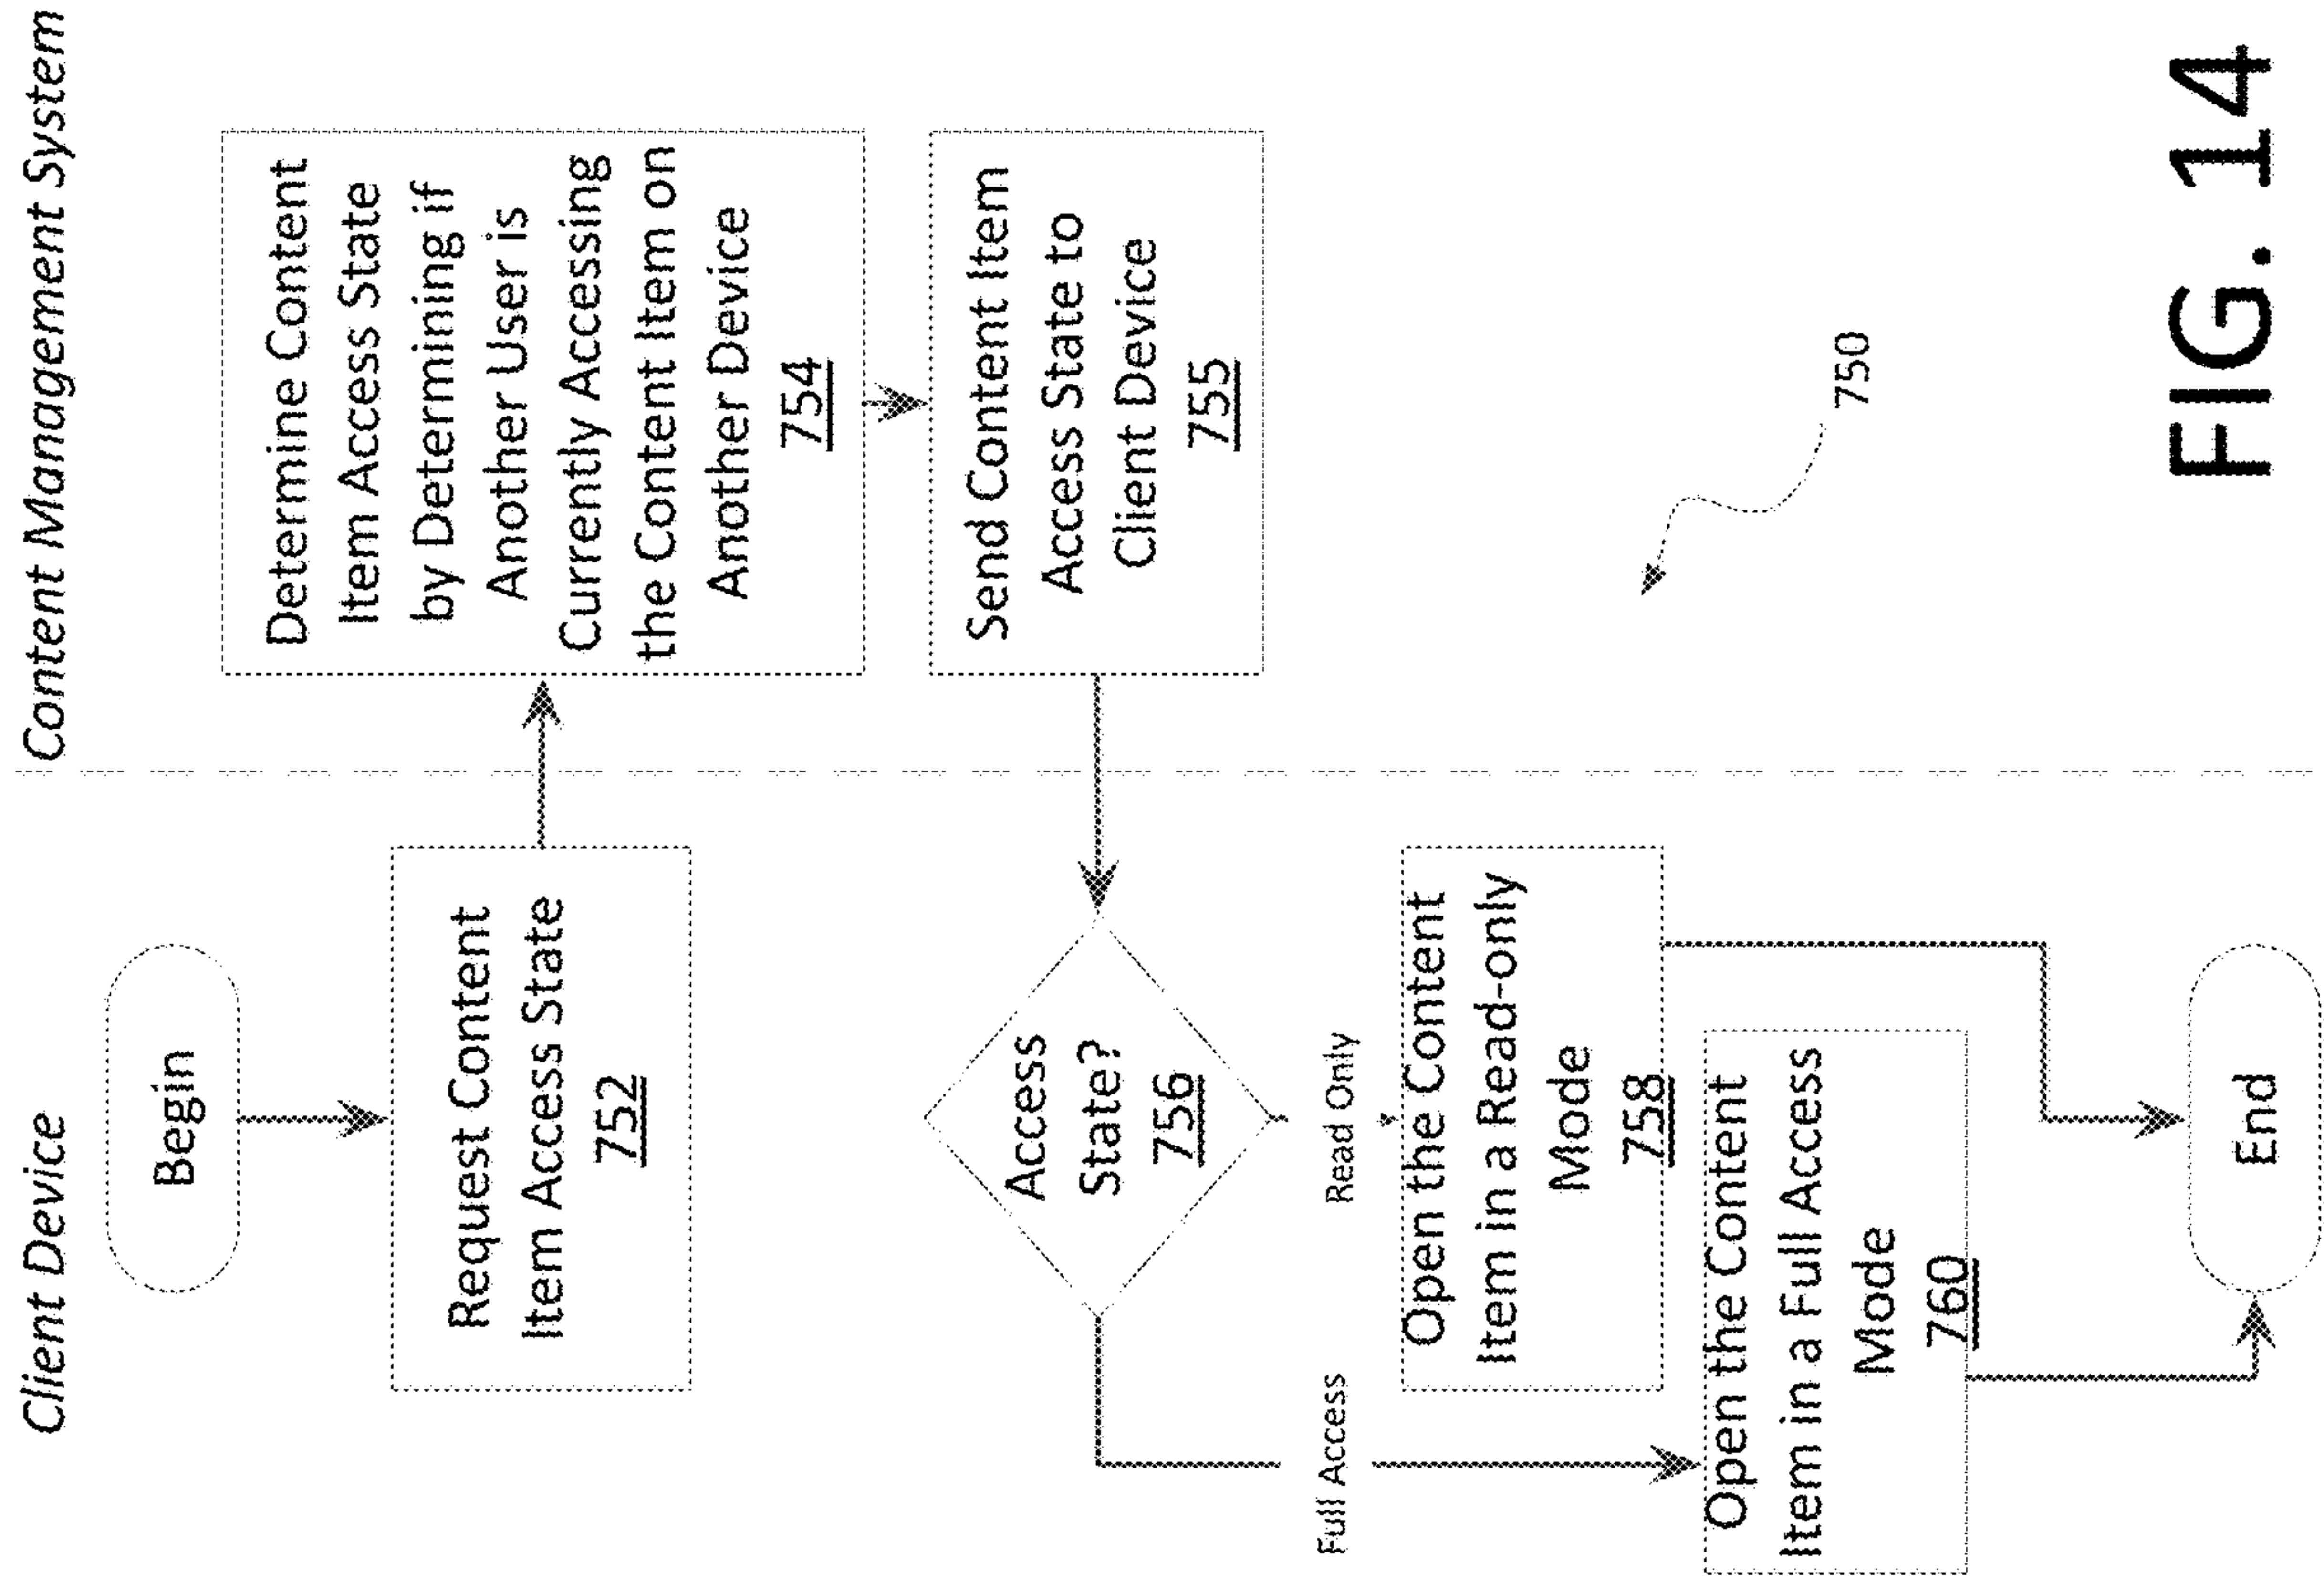 Client Device
Content Management System
Begin
Request Content
Item Access State
752
Determine Content
Item Access State
by Determining if
Another User is
Currently Accessing
the Content Item on
Another Device
754
Send Content Item
Access State to
Client Device
755
Access
State?
756
Full Access
Read Only
Open the Content
Item in a Read-only
Mode
758
Open the Content
Item in a Full Access
Mode
760
End
750
FIG. 14